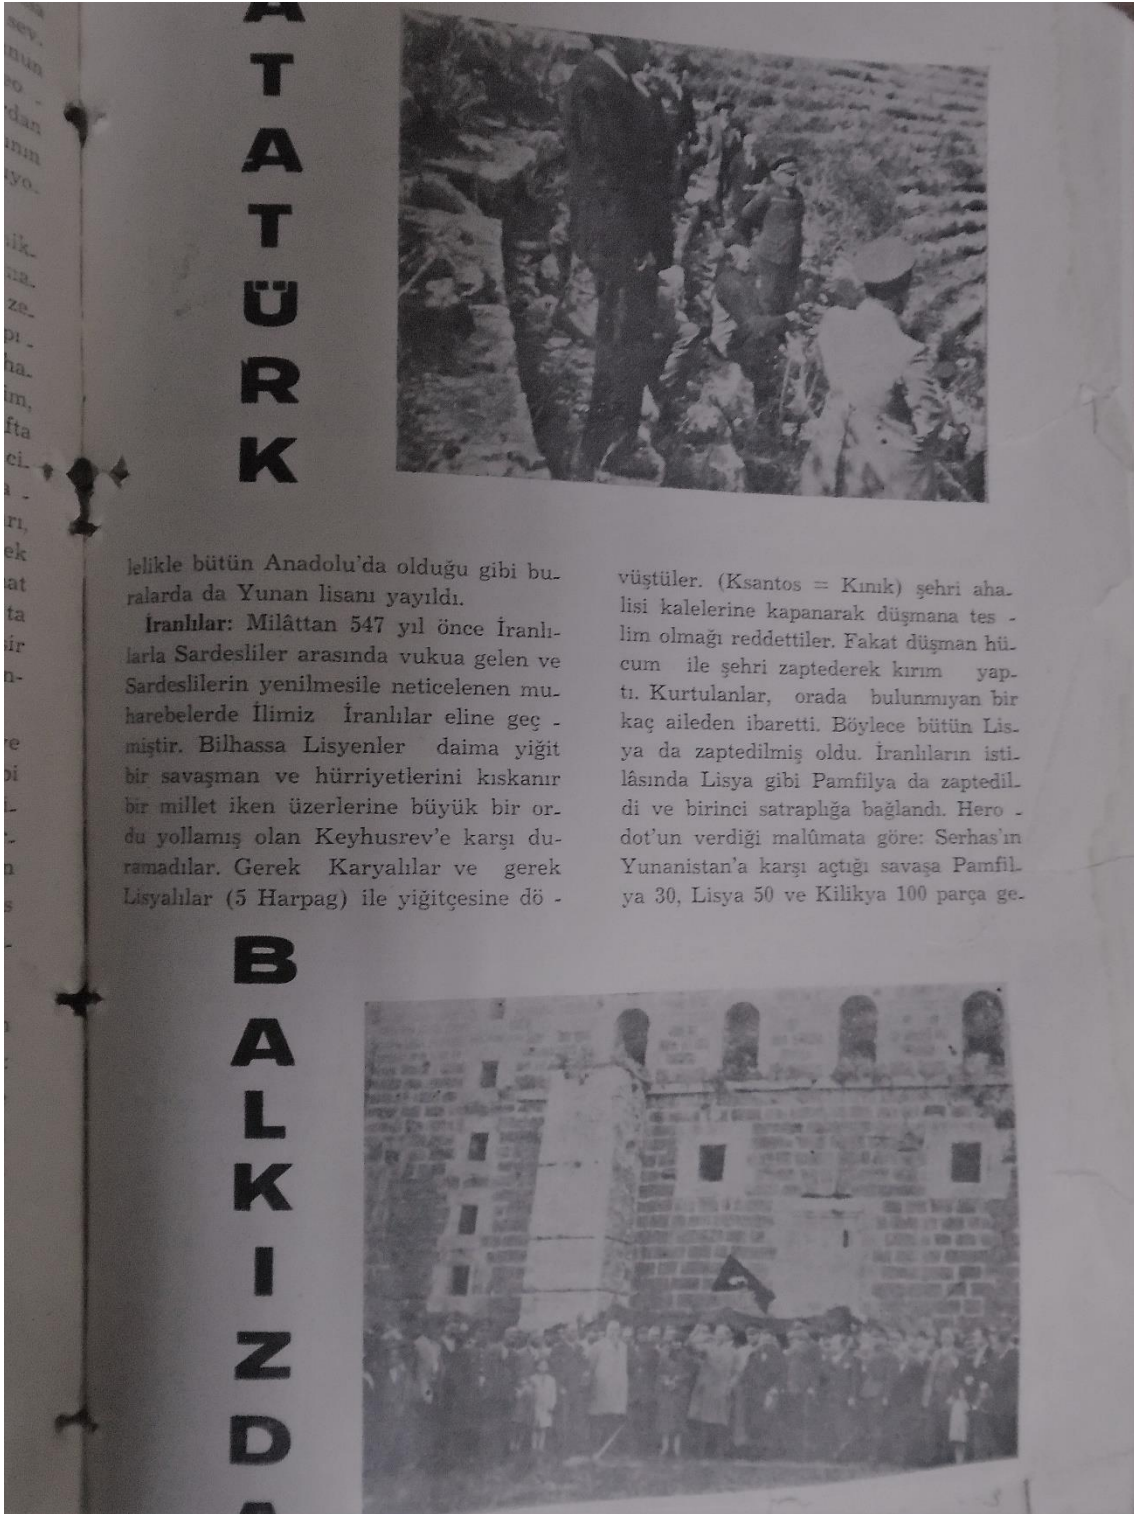 ATATÜRK
lelikle bütün Anadolu'da olduğu gibi bu-
ralarda da Yunan lisanı yayıldı.
İranlılar: Milâttan 547 yıl önce İranlı-
larla Sardesliler arasında vukua gelen ve
Sardeslilerin yenilmesile neticelenen mu-
harebelerde İlimiz İranlılar eline geç -
miştir. Bilhassa Lisyenler daima yiğit
bir savaşman ve hürriyetlerini kıskanır
bir millet iken üzerlerine büyük bir or-
du yollamış olan Keyhusrev'e karşı du-
ramadılar. Gerek Karyalılar ve gerek
Lisyalılar (5 Harpag) ile yiğitçesine dö -
vüştüler. (Ksantos = Kınık) şehri aha-
lisi kalelerine kapanarak düşmana tes -
lim olmağı reddettiler. Fakat düşman hü-
cum ile şehri zaptederek kırım yap-
tı. Kurtulanlar, orada bulunmıyan bir
kaç aileden ibaretti. Böylece bütün Lis-
ya da zaptedilmiş oldu. İranlıların isti-
lâsında Lisya gibi Pamfilya da zaptedil-
di ve birinci satraplığa bağlandı. Hero -
dot'un verdiği malûmata göre: Serhas'ın
Yunanistan'a karşı açtığı savaşa Pamfil-
ya 30, Lisya 50 ve Kilikya 100 parça ge-
BALKIZDA